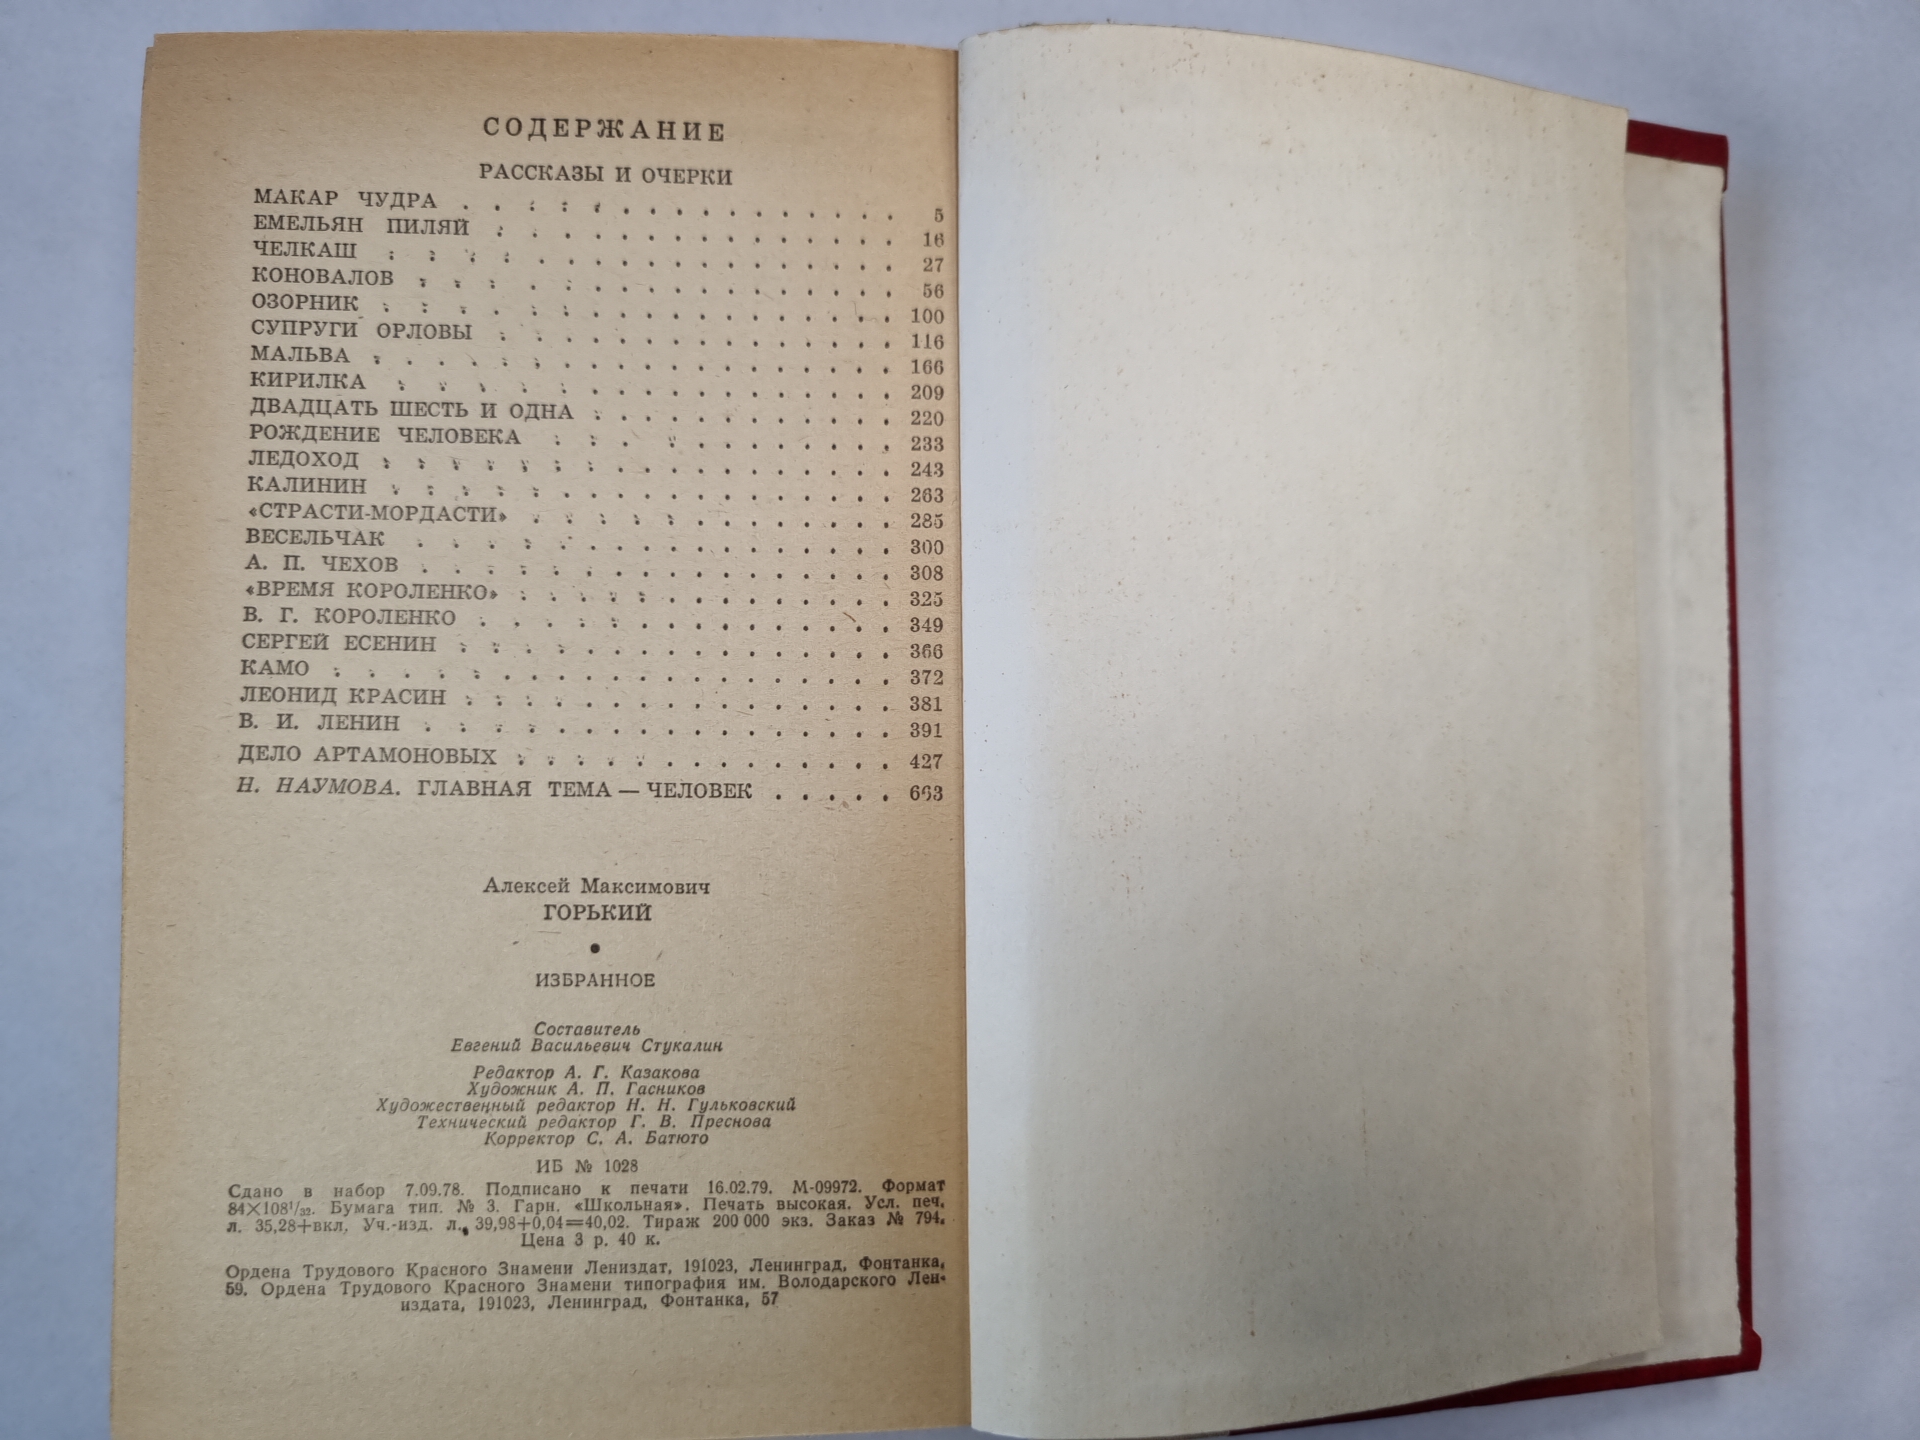 СОДЕРЖАНИЕ
РАССКАЗЫ И ОЧЕРКИ
МАКАР ЧУДРА . . . . . . . . . . . . . . . . 5
ЕМЕЛЬЯН ПИЛЯЙ . . . . . . . . . . . . . . . 16
ЧЕЛКАШ . . . . . . . . . . . . . . . . . . 27
КОНОВАЛОВ . . . . . . . . . . . . . . . . . 56
ОЗОРНИК . . . . . . . . . . . . . . . . . . 100
СУПРУГИ ОРЛОВЫ . . . . . . . . . . . . . . . 116
МАЛЬВА . . . . . . . . . . . . . . . . . . 166
КИРИЛКА . . . . . . . . . . . . . . . . . . 209
ДВАДЦАТЬ ШЕСТЬ И ОДНА . . . . . . . . . . . . 220
РОЖДЕНИЕ ЧЕЛОВЕКА . . . . . . . . . . . . . 233
ЛЕДОХОД . . . . . . . . . . . . . . . . . . 243
КАЛИНИН . . . . . . . . . . . . . . . . . . 263
«СТРАСТИ-МОРДАСТИ» . . . . . . . . . . . . . 285
ВЕСЕЛЬЧАК . . . . . . . . . . . . . . . . . 300
А. П. ЧЕХОВ . . . . . . . . . . . . . . . . 308
«ВРЕМЯ КОРОЛЕНКО» . . . . . . . . . . . . . 325
В. Г. КОРОЛЕНКО . . . . . . . . . . . . . . 349
СЕРГЕЙ ЕСЕНИН . . . . . . . . . . . . . . . 366
КАМО . . . . . . . . . . . . . . . . . . . 372
ЛЕОНИД КРАСИН . . . . . . . . . . . . . . . 381
В. И. ЛЕНИН . . . . . . . . . . . . . . . . 391
ДЕЛО АРТАМОНОВЫХ . . . . . . . . . . . . . . 427
Н. НАУМОВА. ГЛАВНАЯ ТЕМА — ЧЕЛОВЕК . . . . . 663
Алексей Максимович
ГОРЬКИЙ
●
ИЗБРАННОЕ
Составитель
Евгений Васильевич Стукалин
Редактор А. Г. Казакова
Художник А. П. Гасников
Художественный редактор Н. Н. Гульковский
Технический редактор Г. В. Преснова
Корректор С. А. Батюто
ИБ № 1028
Сдано в набор 7.09.78. Подписано к печати 16.02.79. М-09972. Формат
84×108¹/₃₂. Бумага тип. № 3. Гарн. «Школьная». Печать высокая. Усл. печ.
л. 35,28+вкл. Уч.-изд. л. 39,98+0,04=40,02. Тираж 200 000 экз. Заказ № 794.
Цена 3 р. 40 к.
Ордена Трудового Красного Знамени Лениздат, 191023, Ленинград, Фонтанка,
59. Ордена Трудового Красного Знамени типография им. Володарского Лен-
издата, 191023, Ленинград, Фонтанка, 57